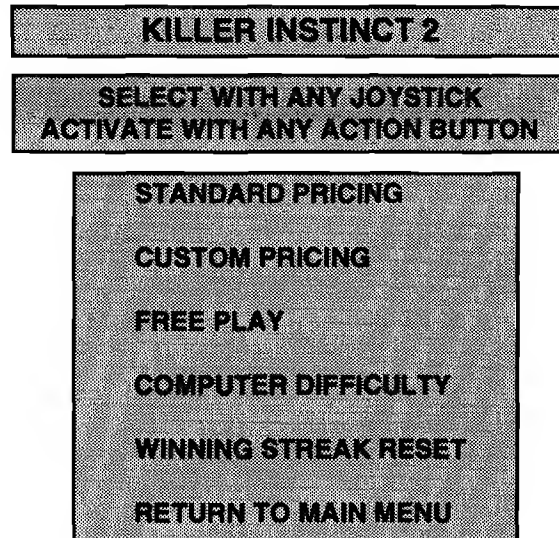 KILLER INSTINCT 2
SELECT WITH ANY JOYSTICK
ACTIVATE WITH ANY ACTION BUTTON
STANDARD PRICING
CUSTOM PRICING
FREE PLAY
COMPUTER DIFFICULTY
WINNING STREAK RESET
RETURN TO MAIN MENU